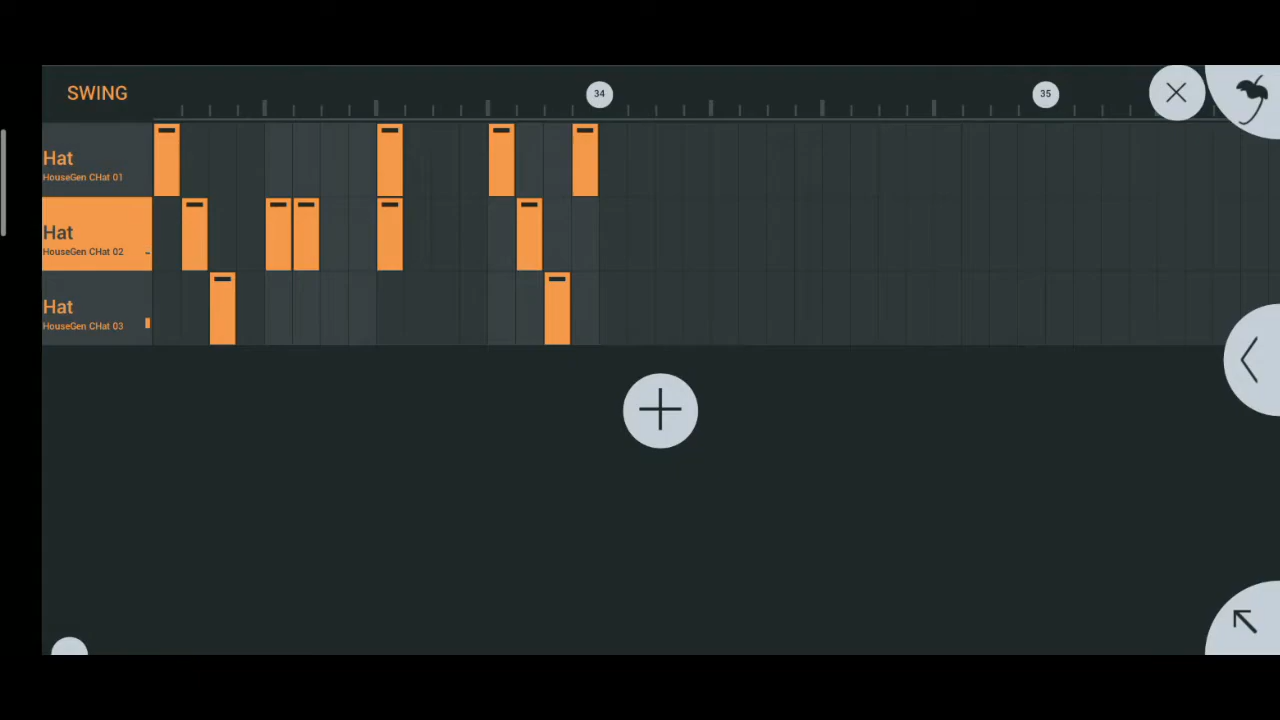 SWING
34
35
Hat
HouseGen CHat 01
Hat
HouseGen CHat 02
Hat
HouseGen CHat 03